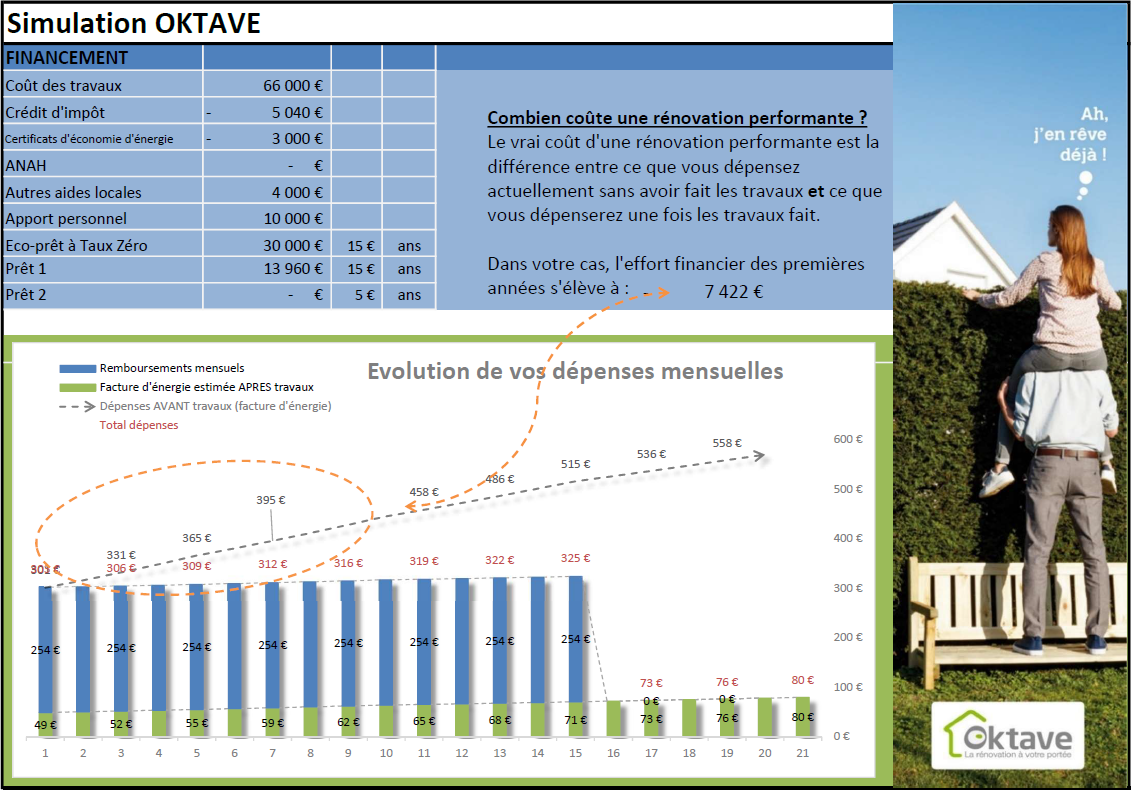 Simulation OKTAVE
FINANCEMENT
Coût des travaux 66 000 €
Crédit d'impôt - 5 040 €
Certificats d'économie d'énergie - 3 000 €
ANAH - €
Autres aides locales 4 000 €
Apport personnel 10 000 €
Eco-prêt à Taux Zéro 30 000 € 15 € ans
Prêt 1 13 960 € 15 € ans
Prêt 2 - € 5 € ans
Combien coûte une rénovation performante ?
Le vrai coût d'une rénovation performante est la
différence entre ce que vous dépensez
actuellement sans avoir fait les travaux et ce que
vous dépenserez une fois les travaux fait.
Dans votre cas, l'effort financier des premières
années s'élève à : - 7 422 €
Ah,
j'en rêve
déjà !
Evolution de vos dépenses mensuelles
Remboursements mensuels
Facture d'énergie estimée APRES travaux
Dépenses AVANT travaux (facture d'énergie)
Total dépenses
600 €
500 €
400 €
300 €
200 €
100 €
0 €
331 € 365 € 395 € 458 € 486 € 515 € 536 € 558 €
306 € 309 € 312 € 316 € 319 € 322 € 325 € 73 € 76 € 80 €
254 € 254 € 254 € 254 € 254 € 254 € 254 € 254 € 0 € 0 €
49 € 52 € 55 € 59 € 62 € 65 € 68 € 71 € 73 € 76 € 80 €
1 2 3 4 5 6 7 8 9 10 11 12 13 14 15 16 17 18 19 20 21
Oktave
La rénovation à votre portée